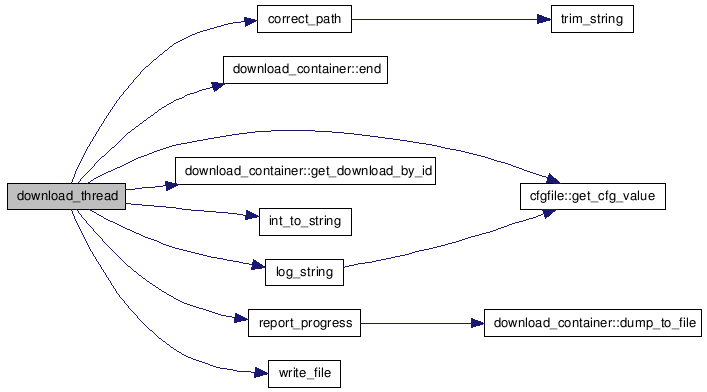 correct_path
trim_string
download_container::end
download_container::get_download_by_id
download_thread
cfgfile::get_cfg_value
int_to_string
log_string
report_progress
download_container::dump_to_file
write_file